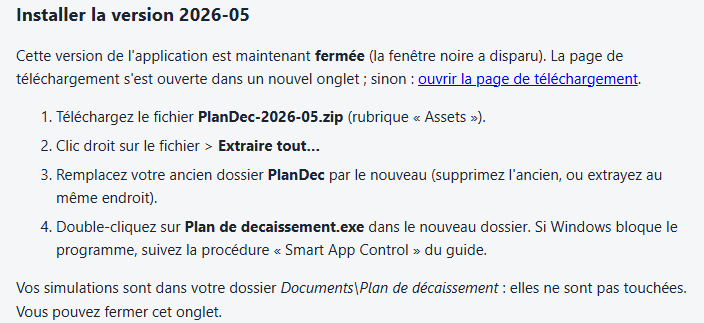 Installer la version 2026-05
Cette version de l'application est maintenant fermée (la fenêtre noire a disparu). La page de
téléchargement s'est ouverte dans un nouvel onglet ; sinon : ouvrir la page de téléchargement.
1. Téléchargez le fichier PlanDec-2026-05.zip (rubrique « Assets »).
2. Clic droit sur le fichier > Extraire tout...
3. Remplacez votre ancien dossier PlanDec par le nouveau (supprimez l'ancien, ou extrayez au
même endroit).
4. Double-cliquez sur Plan de decaissement.exe dans le nouveau dossier. Si Windows bloque le
programme, suivez la procédure « Smart App Control » du guide.
Vos simulations sont dans votre dossier Documents\Plan de décaissement : elles ne sont pas touchées.
Vous pouvez fermer cet onglet.